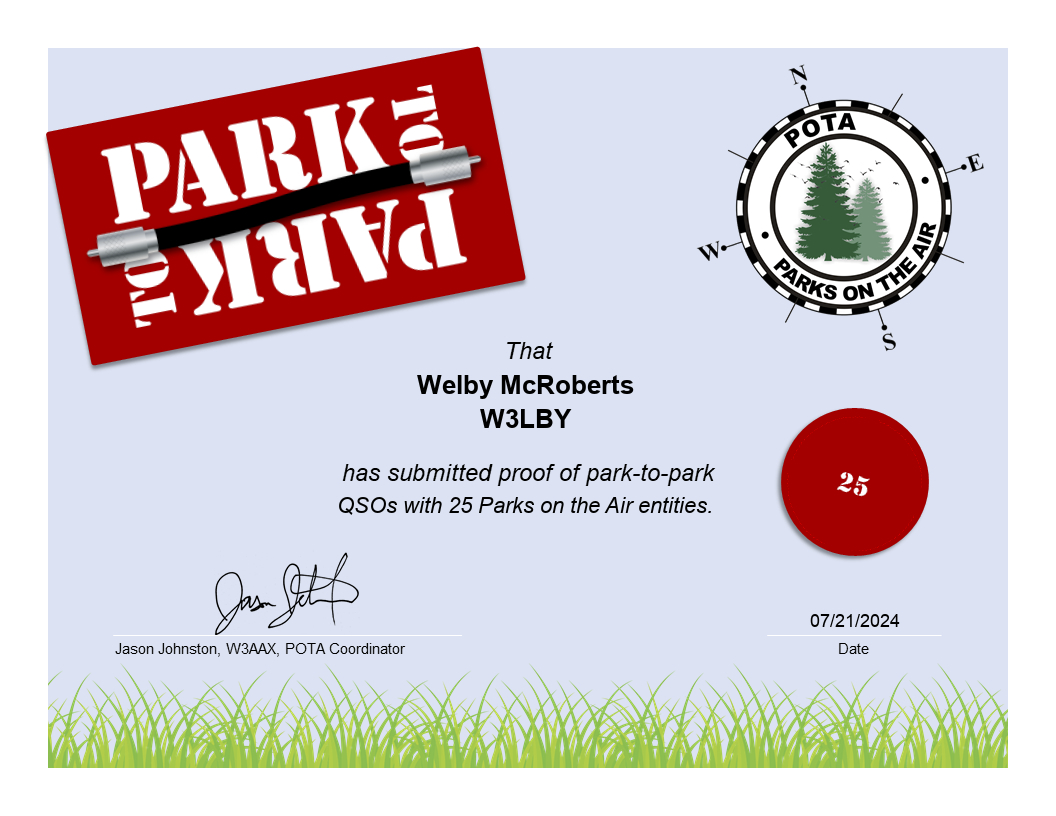 PARK TO
PARK TO
N
E
S
W
POTA
PARKS ON THE AIR
That
Welby McRoberts
W3LBY
has submitted proof of park-to-park
QSOs with 25 Parks on the Air entities.
25
Jason Johnston
07/21/2024
Jason Johnston, W3AAX, POTA Coordinator
Date